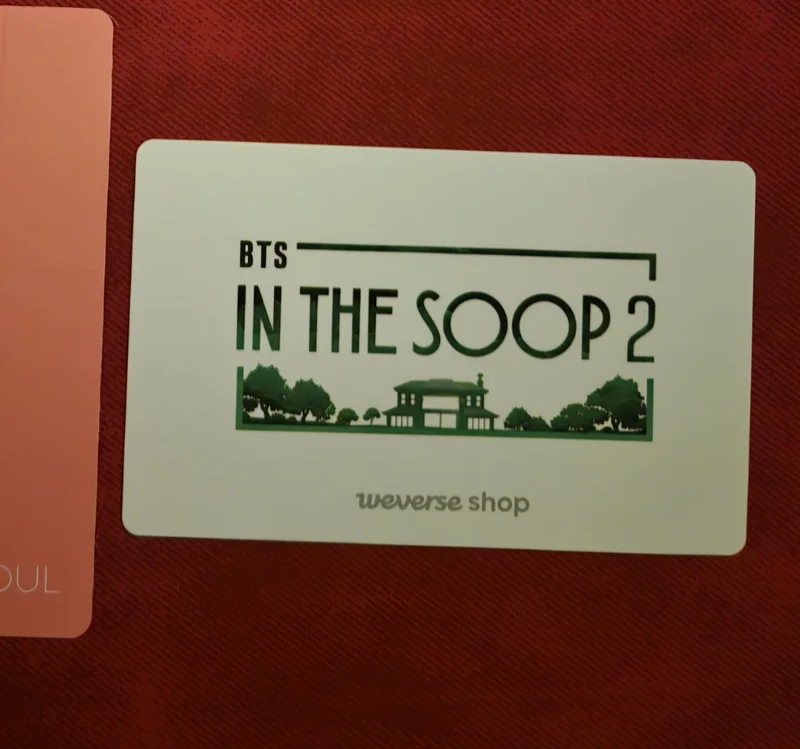 BTS
IN THE SOOP 2
weverse shop
OUL